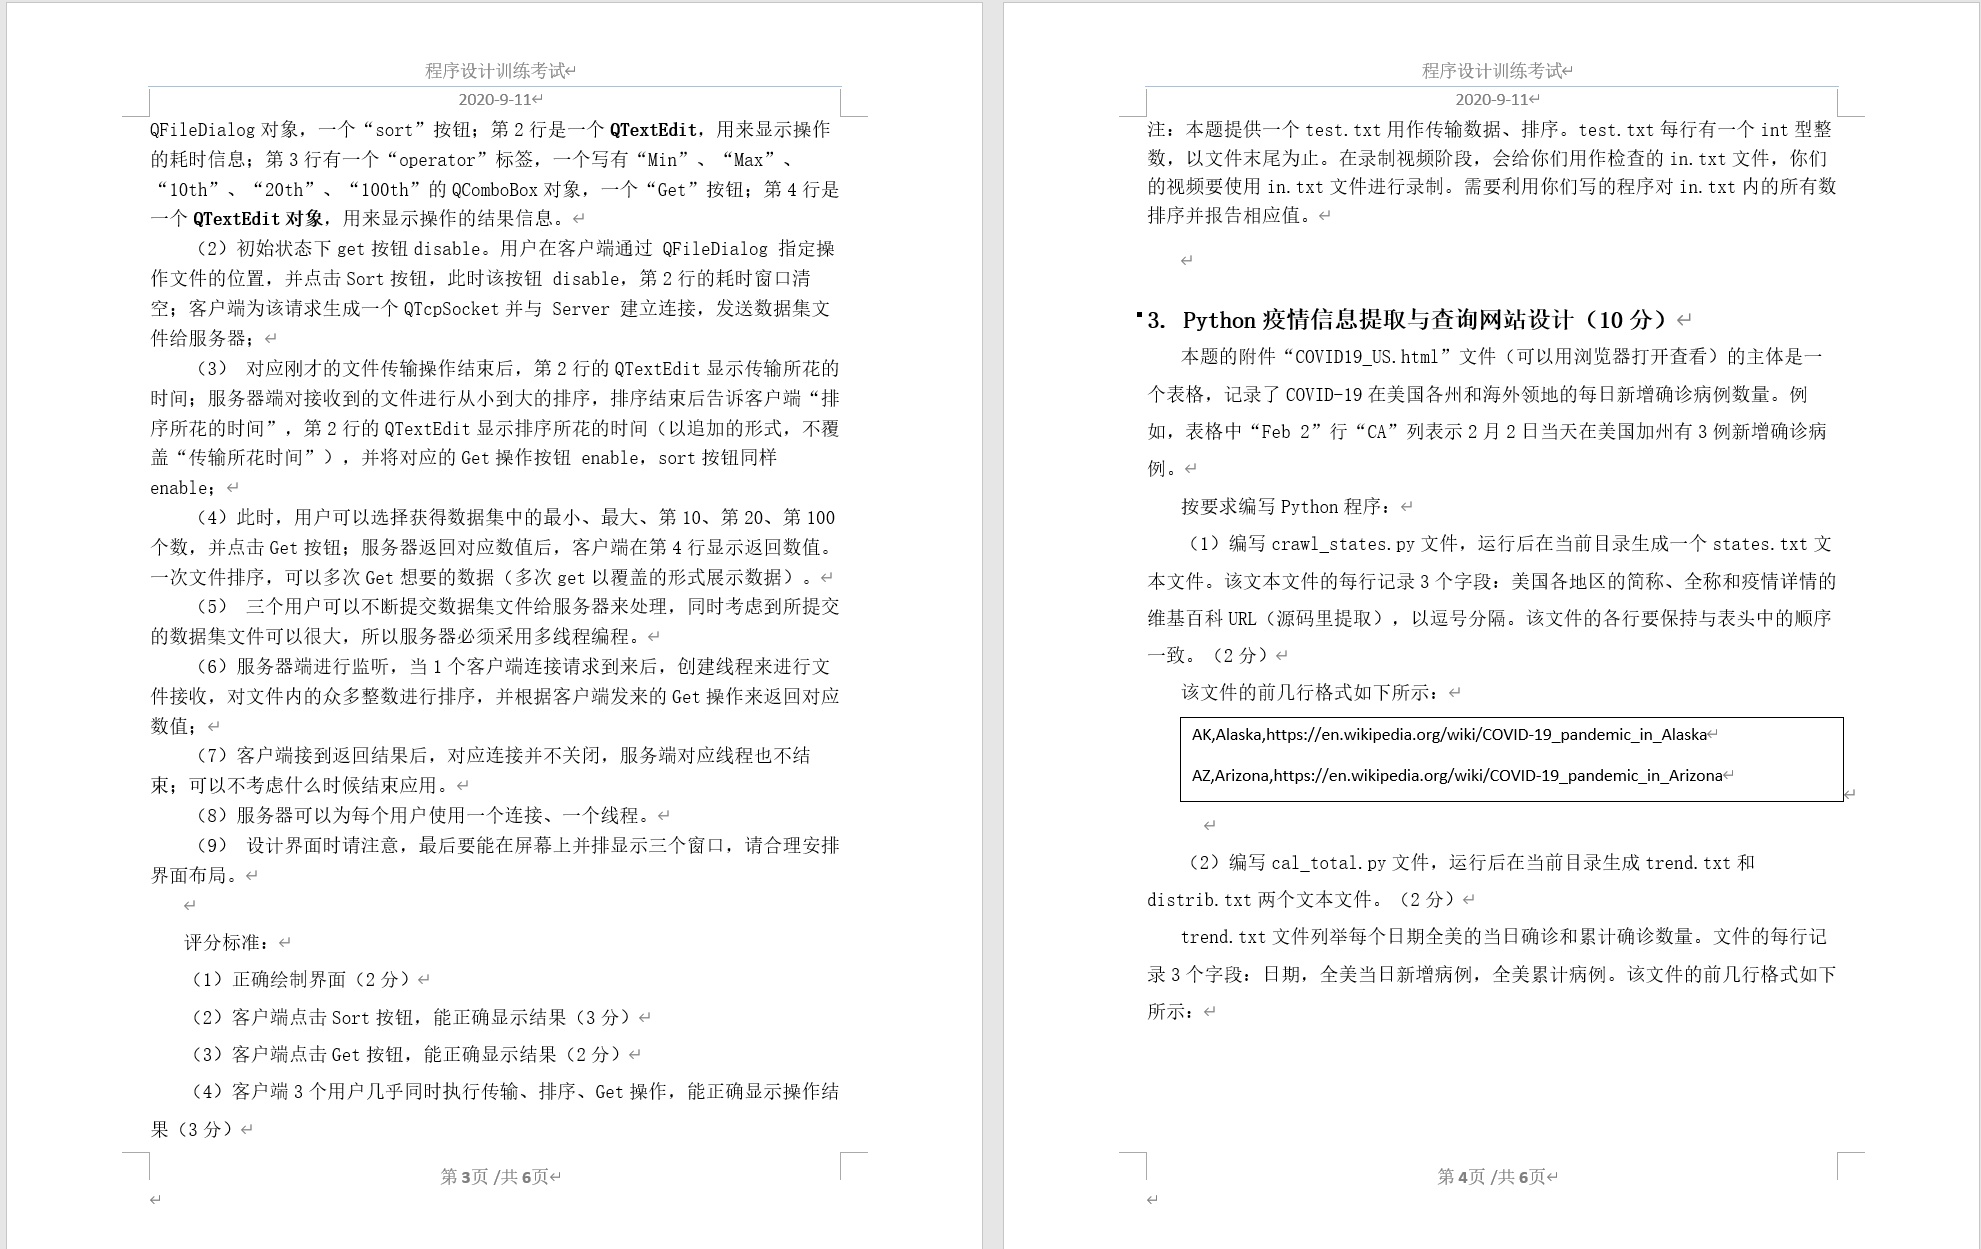 程序设计训练考试
2020-9-11
QFileDialog 对象，一个“sort”按钮；第 2 行是一个 QTextEdit，用来显示操作
的耗时信息；第 3 行有一个“operator”标签，一个写有“Min”、“Max”、
“10th”、“20th”、“100th”的 QComboBox 对象，一个“Get”按钮；第 4 行是
一个 QTextEdit 对象，用来显示操作的结果信息。
（2）初始状态下 get 按钮 disable。用户在客户端通过 QFileDialog 指定操
作文件的位置，并点击 Sort 按钮，此时该按钮 disable，第 2 行的耗时窗口清
空；客户端为该请求生成一个 QTcpSocket 并与 Server 建立连接，发送数据集文
件给服务器；
（3） 对应刚才的文件传输操作结束后，第 2 行的 QTextEdit 显示传输所花的
时间；服务器端对接收到的文件进行从小到大的排序，排序结束后告诉客户端“排
序所花的时间”，第 2 行的 QTextEdit 显示排序所花的时间（以追加的形式，不覆
盖“传输所花时间”），并将对应的 Get 操作按钮 enable，sort 按钮同样
enable；
（4）此时，用户可以选择获得数据集中的最小、最大、第 10、第 20、第 100
个数，并点击 Get 按钮；服务器返回对应数值后，客户端在第 4 行显示返回数值。
一次文件排序，可以多次 Get 想要的数据（多次 get 以覆盖的形式展示数据）。
（5） 三个用户可以不断提交数据集文件给服务器来处理，同时考虑到所提交
的数据集文件可以很大，所以服务器必须采用多线程编程。
（6）服务器端进行监听，当 1 个客户端连接请求到来后，创建线程来进行文
件接收，对文件内的众多整数进行排序，并根据客户端发来的 Get 操作来返回对应
数值；
（7）客户端接到返回结果后，对应连接并不关闭，服务端对应线程也不结
束；可以不考虑什么时候结束应用。
（8）服务器可以为每个用户使用一个连接、一个线程。
（9） 设计界面时请注意，最后要能在屏幕上并排显示三个窗口，请合理安排
界面布局。
评分标准：
（1）正确绘制界面（2 分）
（2）客户端点击 Sort 按钮，能正确显示结果（3 分）
（3）客户端点击 Get 按钮，能正确显示结果（2 分）
（4）客户端 3 个用户几乎同时执行传输、排序、Get 操作，能正确显示操作结
果（3 分）
第 3页 /共 6页
程序设计训练考试
2020-9-11
注：本题提供一个 test.txt 用作传输数据、排序。test.txt 每行有一个 int 型整
数，以文件末尾为止。在录制视频阶段，会给你们用作检查的 in.txt 文件，你们
的视频要使用 in.txt 文件进行录制。需要利用你们写的程序对 in.txt 内的所有数
排序并报告相应值。
3. Python 疫情信息提取与查询网站设计（10 分）
本题的附件“COVID19_US.html”文件（可以用浏览器打开查看）的主体是一
个表格，记录了 COVID-19 在美国各州和海外领地的每日新增确诊病例数量。例
如，表格中“Feb 2”行“CA”列表示 2 月 2 日当天在美国加州有 3 例新增确诊病
例。
按要求编写 Python 程序：
（1）编写 crawl_states.py 文件，运行后在当前目录生成一个 states.txt 文
本文件。该文本文件的每行记录 3 个字段：美国各地区的简称、全称和疫情详情的
维基百科 URL（源码里提取），以逗号分隔。该文件的各行要保持与表头中的顺序
一致。（2 分）
该文件的前几行格式如下所示：
AK,Alaska,https://en.wikipedia.org/wiki/COVID-19_pandemic_in_Alaska
AZ,Arizona,https://en.wikipedia.org/wiki/COVID-19_pandemic_in_Arizona
（2）编写 cal_total.py 文件，运行后在当前目录生成 trend.txt 和
distrib.txt 两个文本文件。（2 分）
trend.txt 文件列举每个日期全美的当日确诊和累计确诊数量。文件的每行记
录 3 个字段：日期，全美当日新增病例，全美累计病例。该文件的前几行格式如下
所示：
第 4页 /共 6页